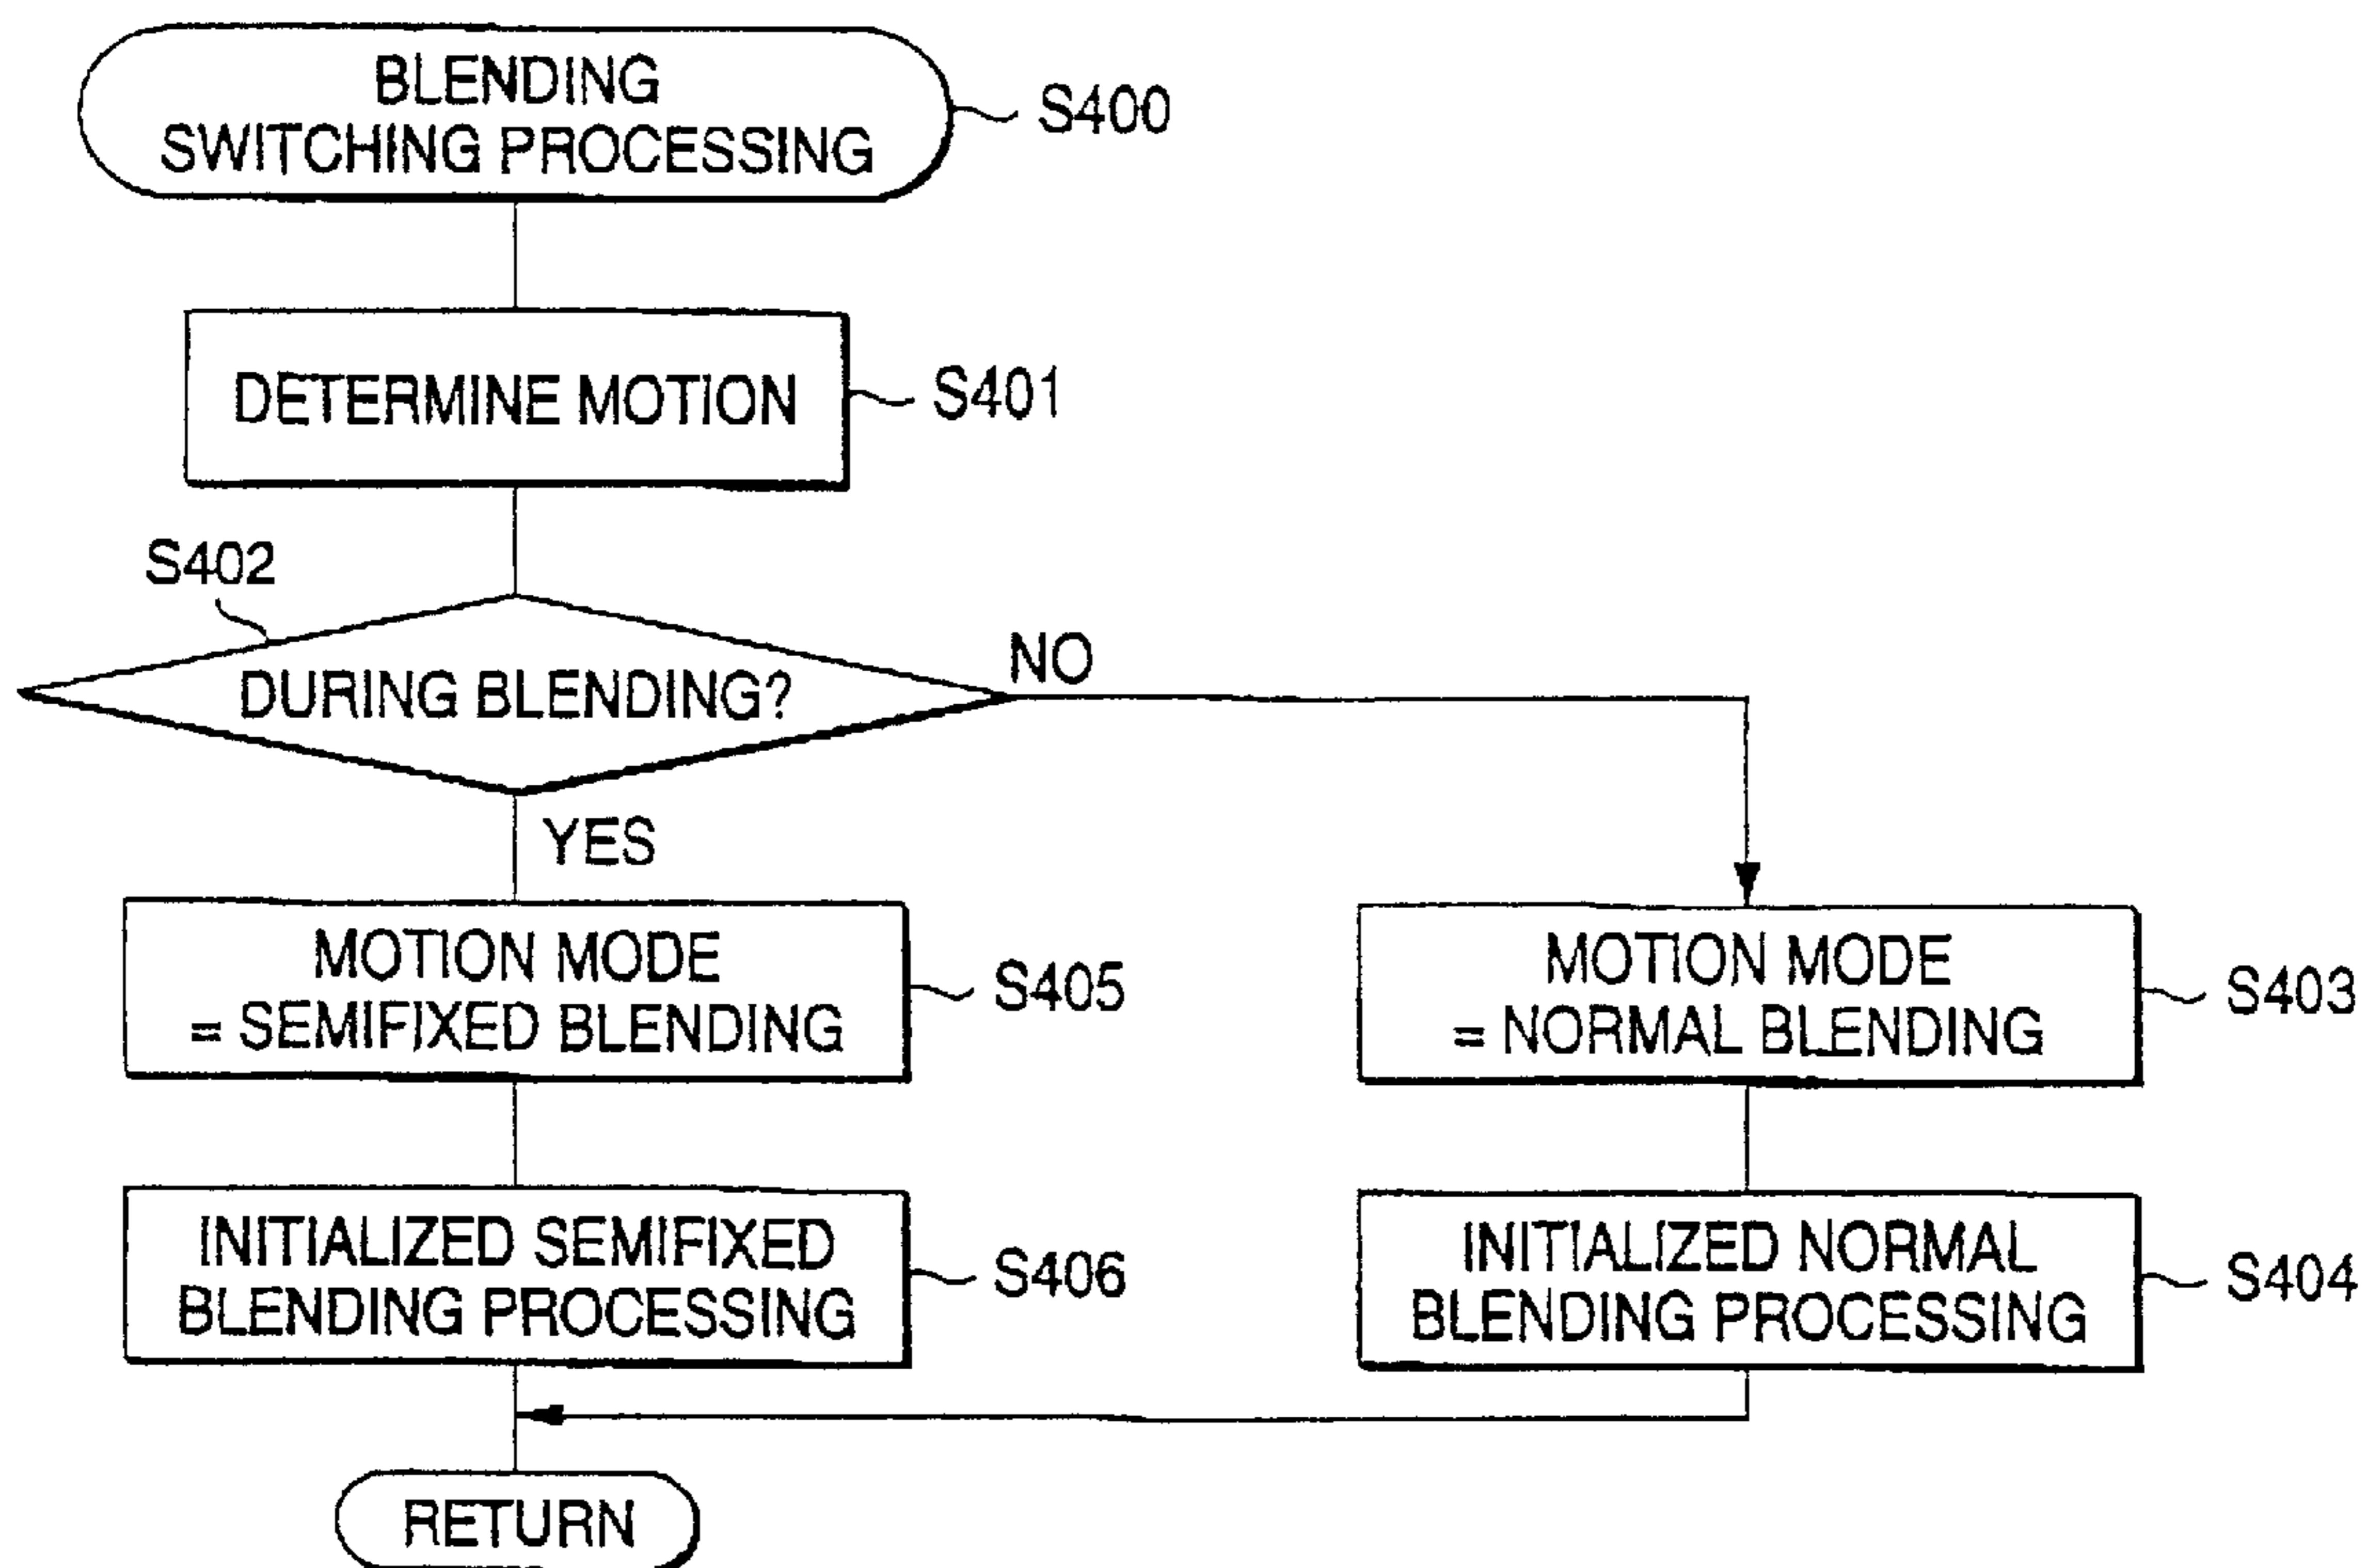 BLENDING
SWITCHING PROCESSING
S400
DETERMINE MOTION
S401
S402
DURING BLENDING?
NO
YES
MOTION MODE
= SEMIFIXED BLENDING
S405
MOTION MODE
= NORMAL BLENDING
S403
INITIALIZED SEMIFIXED
BLENDING PROCESSING
S406
INITIALIZED NORMAL
BLENDING PROCESSING
S404
RETURN